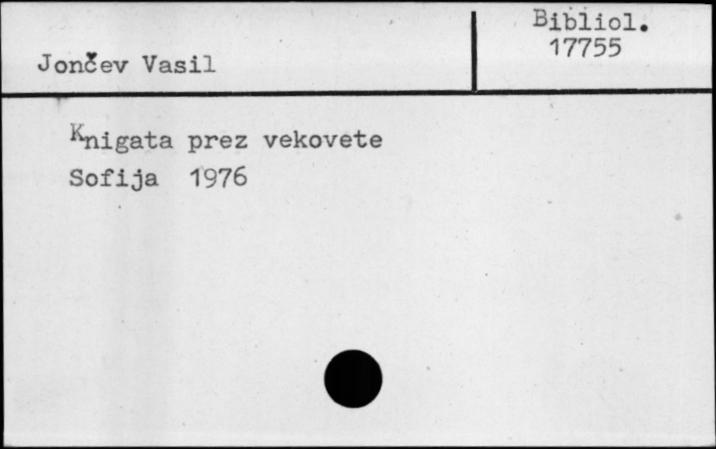 Jončev Vasil
Bibliol.
17755
Knigata prez vekovete
Sofija 1976